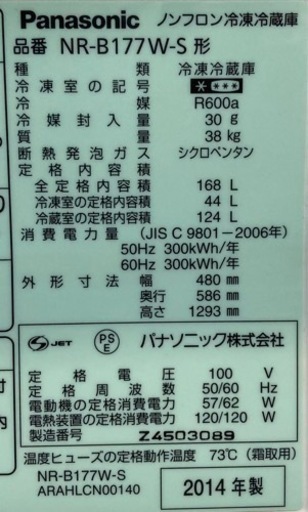 Panasonic ノンフロン冷凍冷蔵庫
品番 NR-B177W-S 形
種類 冷凍冷蔵庫
冷凍室の記号 ****
冷媒 R600a
冷媒封入量 30 g
質量 38 kg
断熱発泡ガス シクロペンタン
定格内容積
全定格内容積 168 L
冷凍室の定格内容積 44 L
冷蔵室の定格内容積 124 L
消費電力量 (JIS C 9801-2006年)
50Hz 300kWh/年
60Hz 300kWh/年
外形寸法 幅 480 mm
奥行 586 mm
高さ 1293 mm
S JET PSE パナソニック株式会社
定格電圧 100 V
定格周波数 50/60 Hz
電動機の定格消費電力 57/62 W
電熱装置の定格消費電力 120/120 W
製造番号 Z4503089
温度ヒューズの定格動作温度 73℃ (霜取用)
NR-B177W-S
ARAHLCN00140
2014年製
付
内